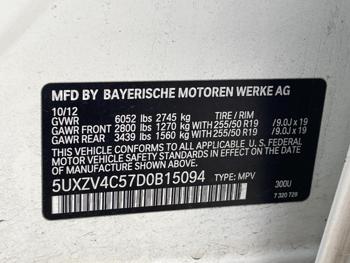 MFD BY BAYERISCHE MOTOREN WERKE AG
10/12
GVWR 6052 lbs 2745 kg TIRE / RIM
GAWR FRONT 2800 lbs 1270 kg WITH 255/50 R19 / 9.0J x 19
GAWR REAR 3439 lbs 1560 kg WITH 255/50 R19 / 9.0J x 19
THIS VEHICLE CONFORMS TO ALL APPLICABLE U.S. FEDERAL
MOTOR VEHICLE SAFETY STANDARDS IN EFFECT ON THE DATE OF
MANUFACTURE SHOWN ABOVE.
5UXZV4C57D0B15094 TYPE: MPV 300U
7 320 729